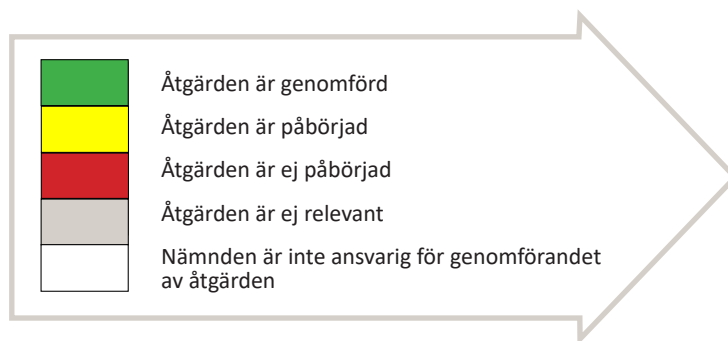 Åtgärden är genomförd
Åtgärden är påbörjad
Åtgärden är ej påbörjad
Åtgärden är ej relevant
Nämnden är inte ansvarig för genomförandet
av åtgärden